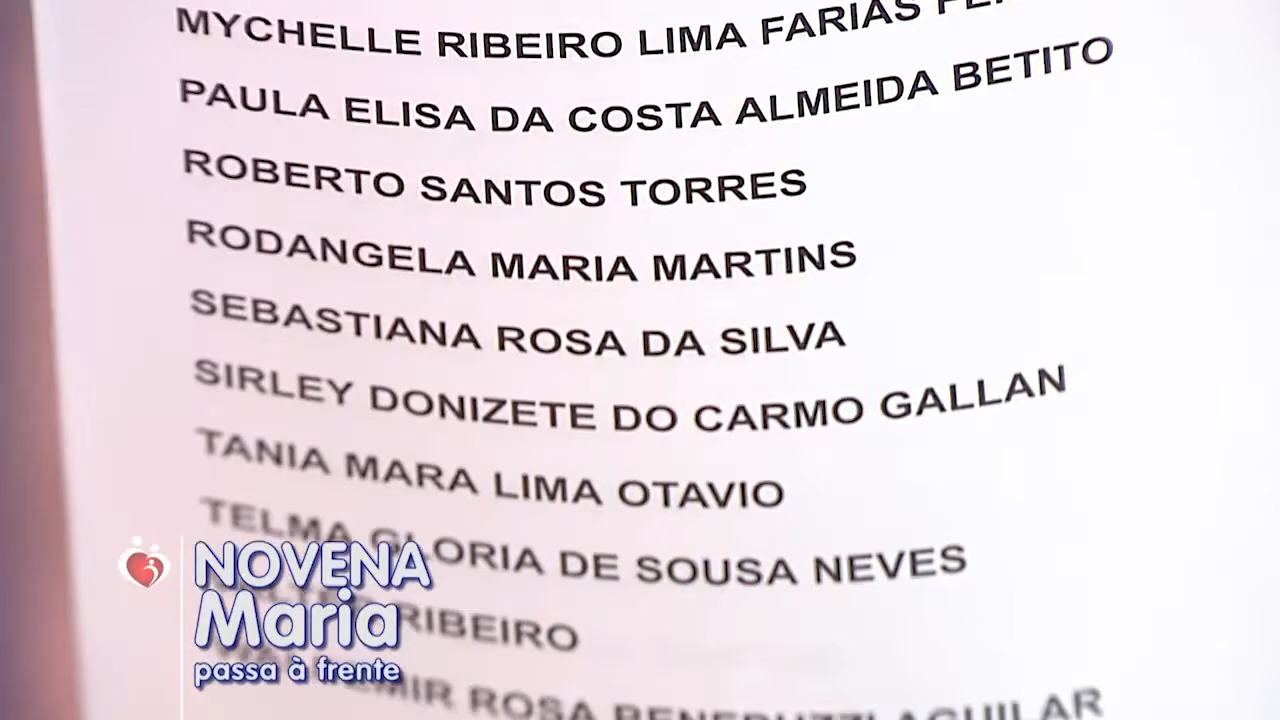 MYCHELLE RIBEIRO LIMA FARIAS
PAULA ELISA DA COSTA ALMEIDA BETITO
ROBERTO SANTOS TORRES
RODANGELA MARIA MARTINS
SEBASTIANA ROSA DA SILVA
SIRLEY DONIZETE DO CARMO GALLAN
TANIA MARA LIMA OTAVIO
TELMA GLORIA DE SOUSA NEVES
RIBEIRO
ROSA AGUILAR
NOVENA
Maria
passa à frente